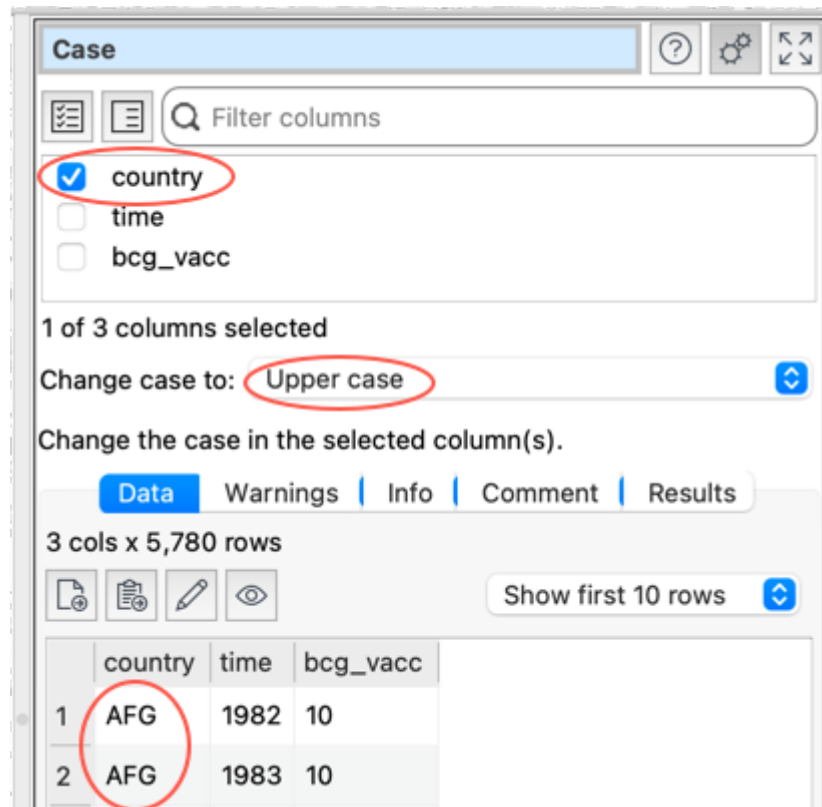 Case
Filter columns
country
time
bcg_vacc
1 of 3 columns selected
Change case to: Upper case
Change the case in the selected column(s).
Data Warnings Info Comment Results
3 cols x 5,780 rows
Show first 10 rows
country time bcg_vacc
1 AFG 1982 10
2 AFG 1983 10